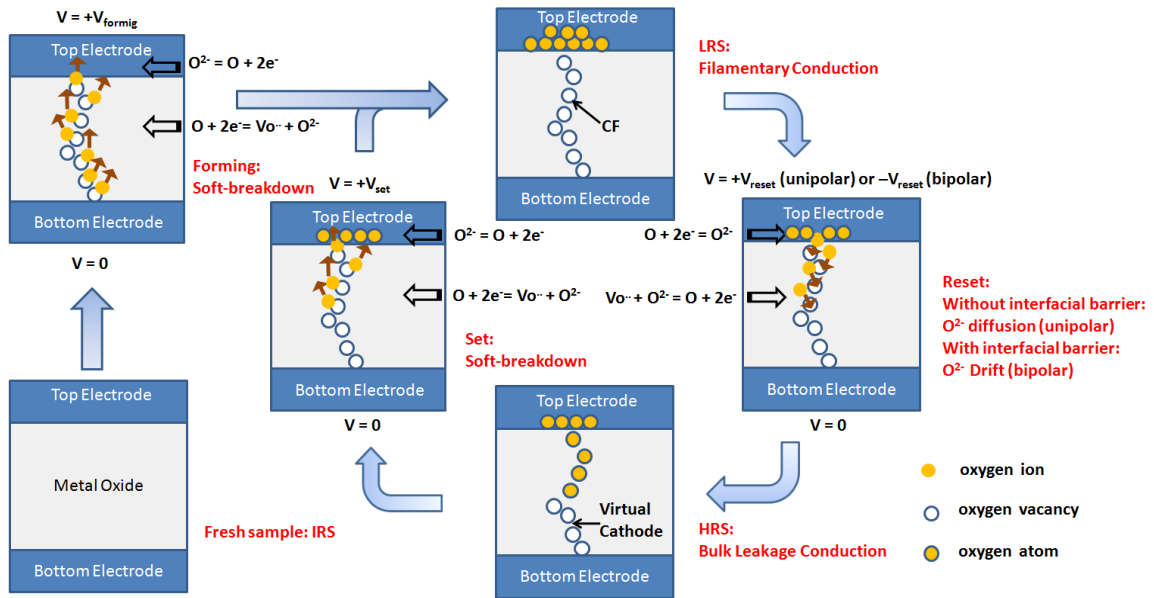 V = +Vformig
Top Electrode
O²⁻ = O + 2e⁻
O + 2e⁻= Vo¨ + O²⁻
Forming:
Soft-breakdown
Bottom Electrode
V = 0
Top Electrode
CF
Bottom Electrode
LRS:
Filamentary Conduction
V = +Vset
Top Electrode
O²⁻ = O + 2e⁻
O + 2e⁻= Vo¨ + O²⁻
Set:
Soft-breakdown
Bottom Electrode
V = 0
V = +Vreset (unipolar) or –Vreset (bipolar)
Top Electrode
O + 2e⁻ = O²⁻
Vo¨ + O²⁻ = O + 2e⁻
Bottom Electrode
V = 0
Reset:
Without interfacial barrier:
O²⁻ diffusion (unipolar)
With interfacial barrier:
O²⁻ Drift (bipolar)
Top Electrode
Metal Oxide
Bottom Electrode
Fresh sample: IRS
Top Electrode
Virtual
Cathode
Bottom Electrode
HRS:
Bulk Leakage Conduction
oxygen ion
oxygen vacancy
oxygen atom